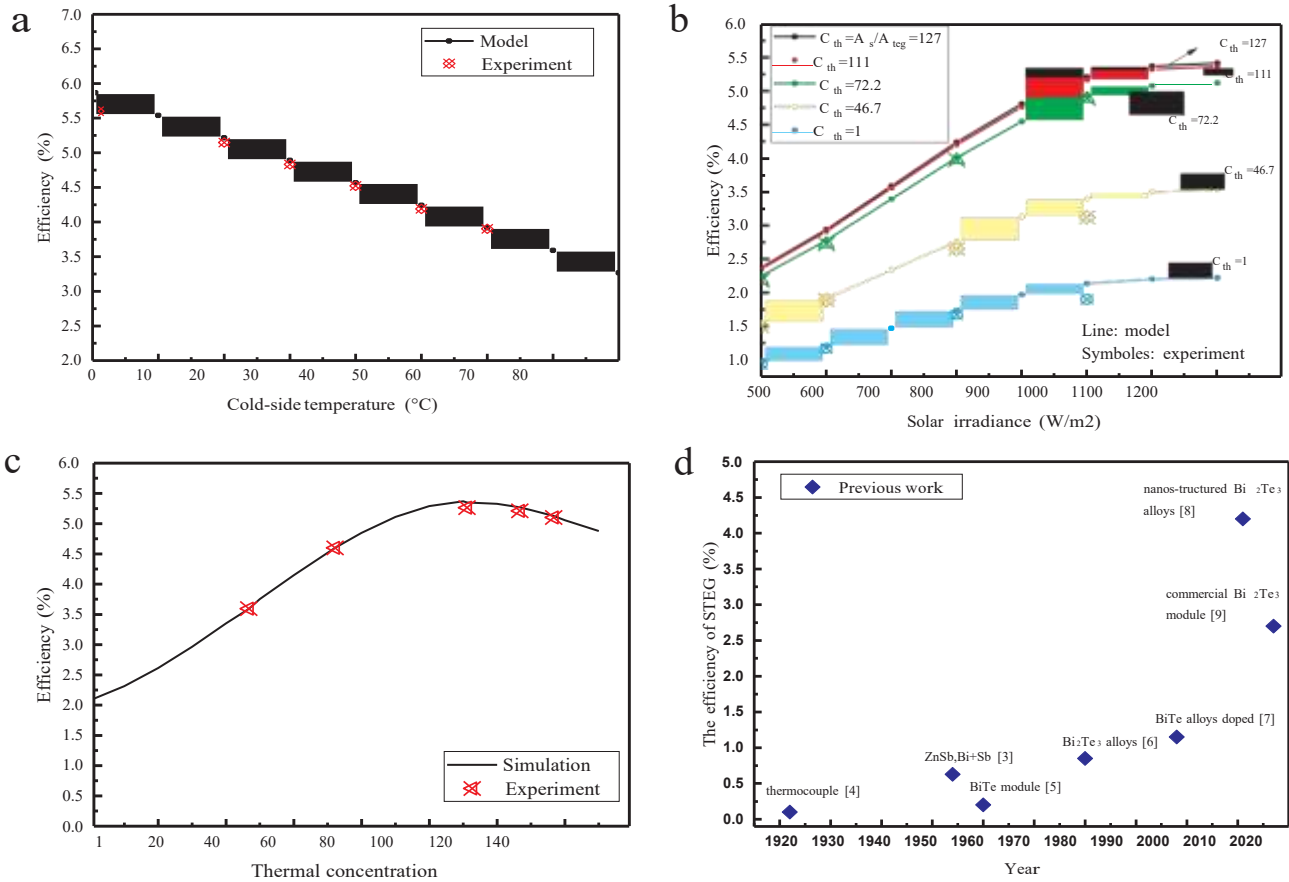 a
7.0
6.5
6.0
5.5
5.0
4.5
4.0
3.5
3.0
2.5
2.0
Efficiency (%)
Model
Experiment
0 10 20 30 40 50 60 70 80
Cold-side temperature (°C)
b
6.0
5.5
5.0
4.5
4.0
3.5
3.0
2.5
2.0
1.5
1.0
Efficiency (%)
C th =A s/A teg =127
C th =111
C th =72.2
C th =46.7
C th =1
C th =127
C th =111
C th =72.2
C th =46.7
C th =1
Line: model
Symboles: experiment
500 600 700 800 900 1000 1100 1200
Solar irradiance (W/m2)
c
6.0
5.5
5.0
4.5
4.0
3.5
3.0
2.5
2.0
1.5
1.0
0.5
0.0
Efficiency (%)
Simulation
Experiment
1 20 40 60 80 100 120 140
Thermal concentration
d
5.0
4.5
4.0
3.5
3.0
2.5
2.0
1.5
1.0
0.5
0.0
The efficiency of STEG (%)
Previous work
nanos-tructured Bi 2Te3
alloys [8]
commercial Bi 2Te3
module [9]
BiTe alloys doped [7]
Bi2Te3 alloys [6]
ZnSb,Bi+Sb [3]
BiTe module [5]
thermocouple [4]
1920 1930 1940 1950 1960 1970 1980 1990 2000 2010 2020
Year